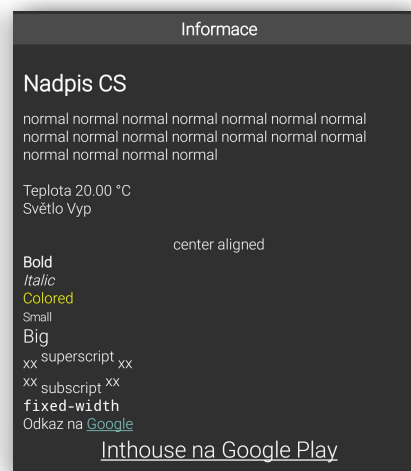 Informace
Nadpis CS
normal normal normal normal normal normal normal
normal normal normal normal normal normal normal
normal normal normal normal
Teplota 20.00 °C
Světlo Vyp
center aligned
Bold
Italic
Colored
Small
Big
xx superscript xx
xx subscript xx
fixed-width
Odkaz na Google
Inthouse na Google Play